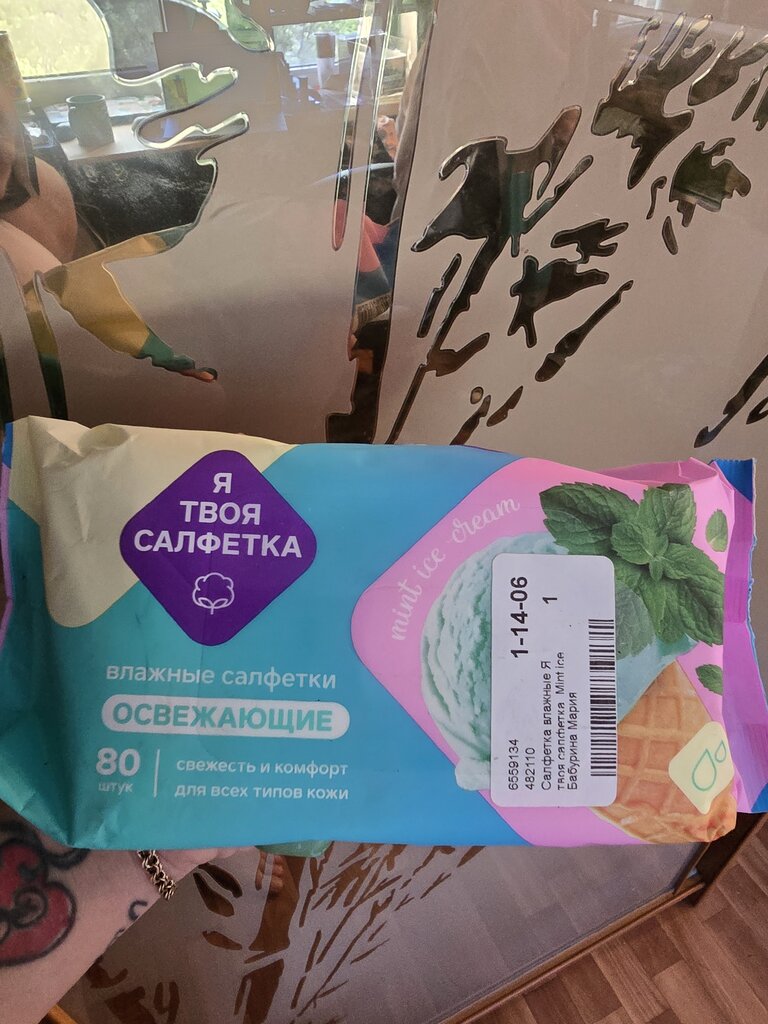 Я
ТВОЯ
САЛФЕТКА
влажные салфетки
ОСВЕЖАЮЩИЕ
80
штук
свежесть и комфорт
для всех типов кожи
mint ice cream
1-14-06
1
6559134
482110
Салфетка влажные Я
твоя салфетка Mint ice
Бабурина Мария